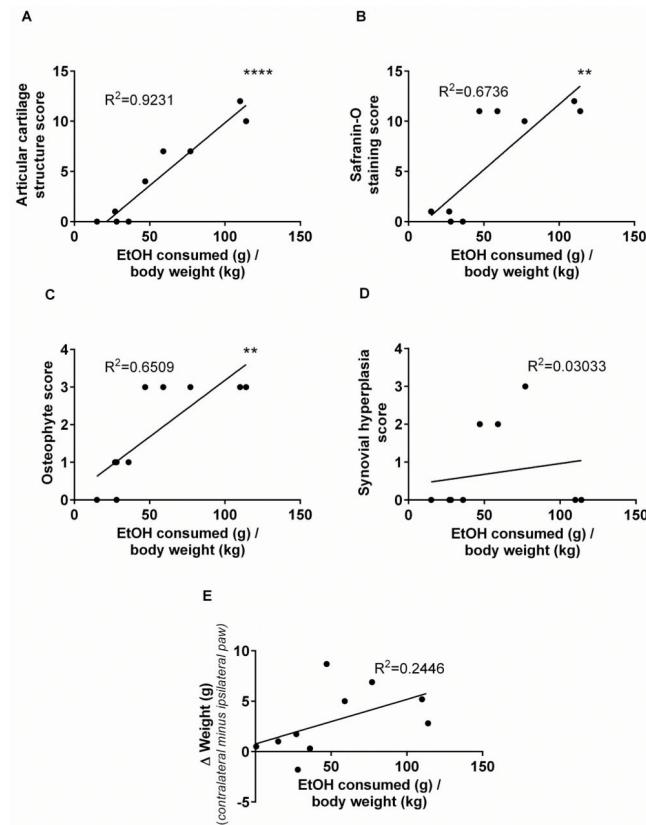 A
B
15
10
5
0
Articular cartilage
structure score
R²=0.9231
****
0 50 100 150
EtOH consumed (g) /
body weight (kg)
15
10
5
0
Safranin-O
staining score
R²=0.6736
**
0 50 100 150
EtOH consumed (g) /
body weight (kg)
C
D
4
3
2
1
0
Osteophyte score
R²=0.6509
**
0 50 100 150
EtOH consumed (g) /
body weight (kg)
4
3
2
1
0
Synovial hyperplasia
score
R²=0.03033
0 50 100 150
EtOH consumed (g) /
body weight (kg)
E
10
5
0
-5
Δ Weight (g)
(contralateral minus ipsilateral paw)
R²=0.2446
50 100 150
EtOH consumed (g) /
body weight (kg)